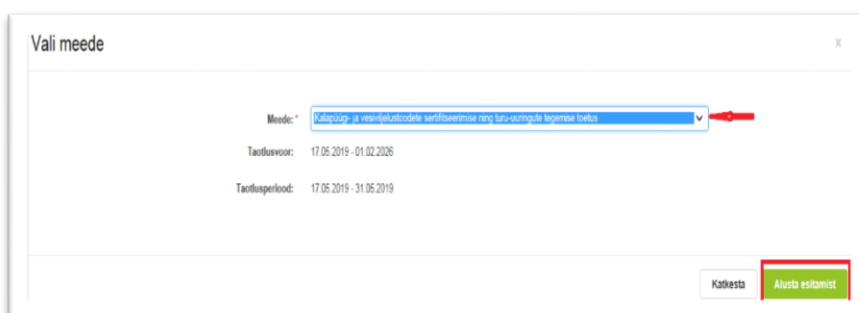 Vali meede x
Meede: * Kalapüügi- ja vesiviljelustoodete sertifitseerimise ning turu-uuringute tegemise toetus
Taotlusvoor: 17.05.2019 - 01.02.2026
Taotlusperiood: 17.05.2019 - 31.05.2019
Katkesta Alusta esitamist